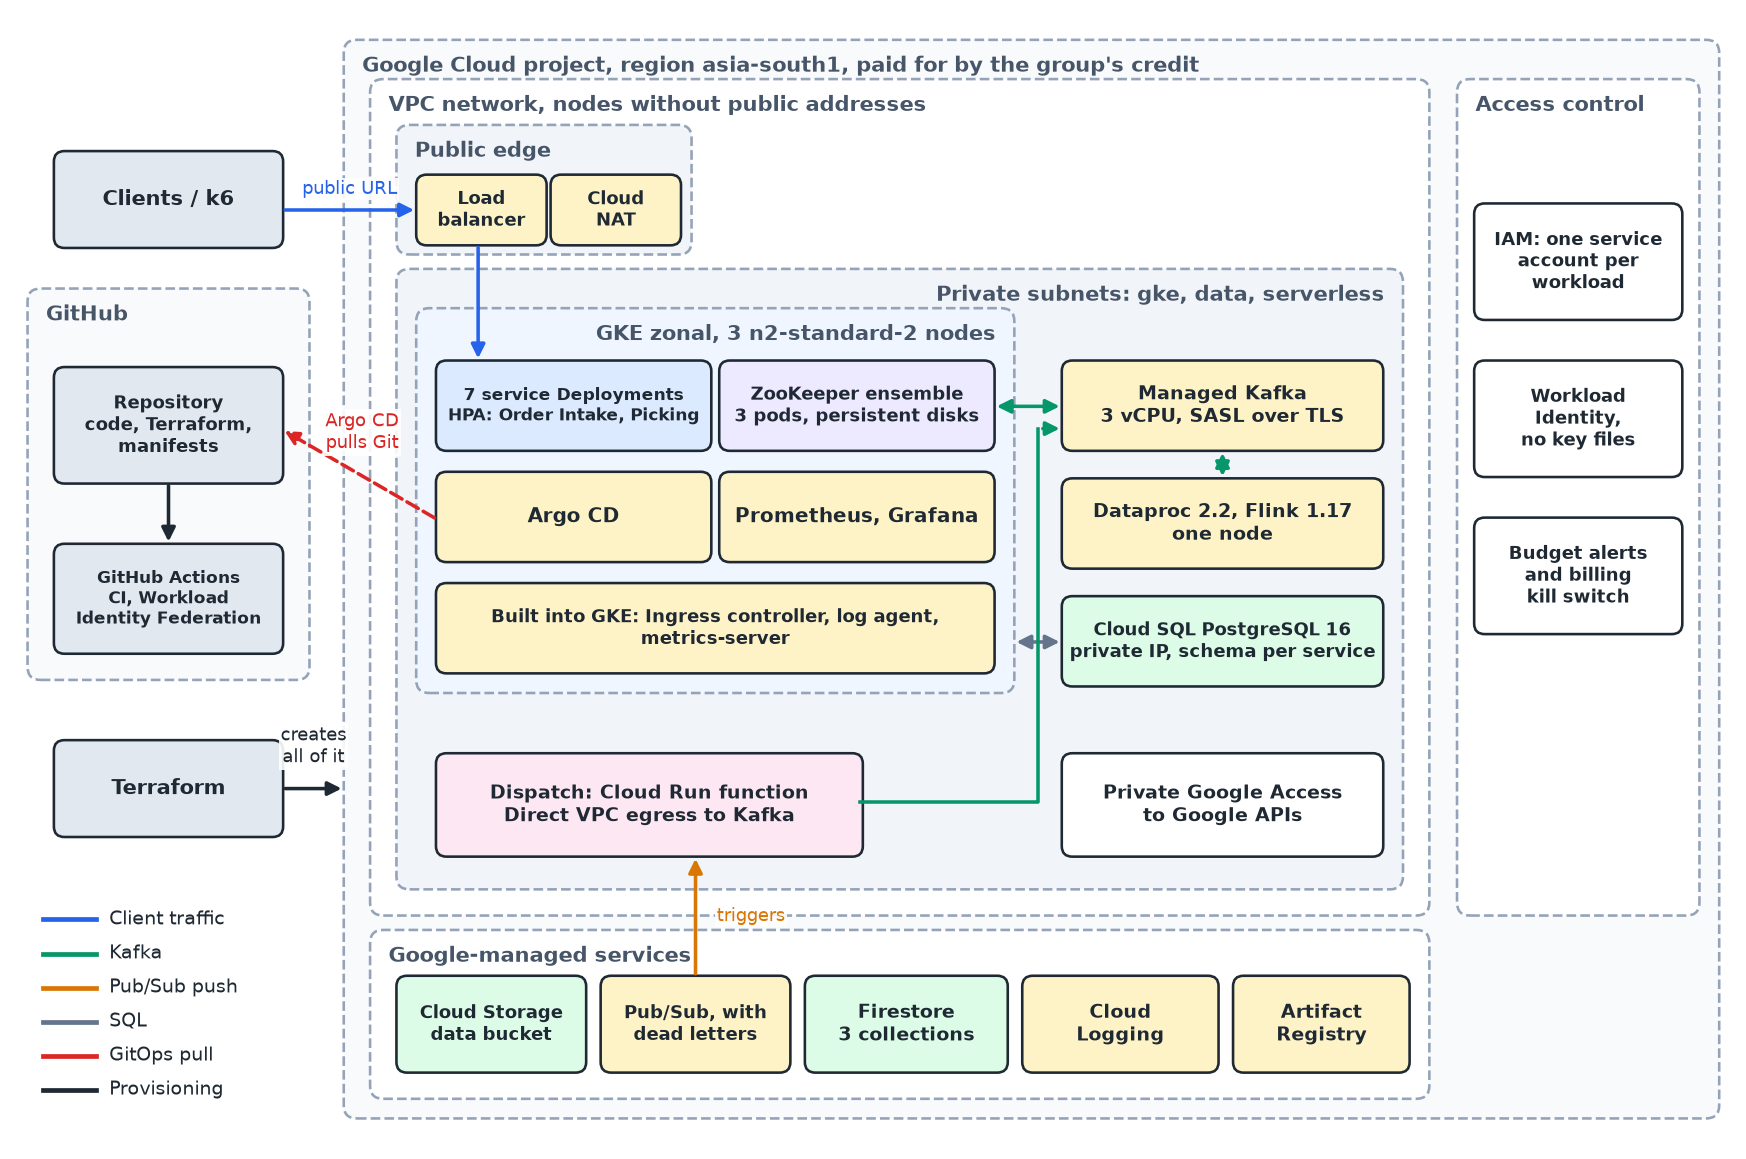 Google Cloud project, region asia-south1, paid for by the group's credit
VPC network, nodes without public addresses
Access control
Public edge
Clients / k6
public URL
Load
balancer
Cloud
NAT
IAM: one service
account per
workload
Private subnets: gke, data, serverless
GitHub
GKE zonal, 3 n2-standard-2 nodes
Repository
code, Terraform,
manifests
Argo CD
pulls Git
7 service Deployments
HPA: Order Intake, Picking
ZooKeeper ensemble
3 pods, persistent disks
Managed Kafka
3 vCPU, SASL over TLS
Workload
Identity,
no key files
Argo CD
Prometheus, Grafana
Dataproc 2.2, Flink 1.17
one node
Budget alerts
and billing
kill switch
GitHub Actions
CI, Workload
Identity Federation
Built into GKE: Ingress controller, log agent,
metrics-server
Cloud SQL PostgreSQL 16
private IP, schema per service
Terraform
creates
all of it
Dispatch: Cloud Run function
Direct VPC egress to Kafka
Private Google Access
to Google APIs
triggers
Google-managed services
Cloud Storage
data bucket
Pub/Sub, with
dead letters
Firestore
3 collections
Cloud
Logging
Artifact
Registry
Client traffic
Kafka
Pub/Sub push
SQL
GitOps pull
Provisioning